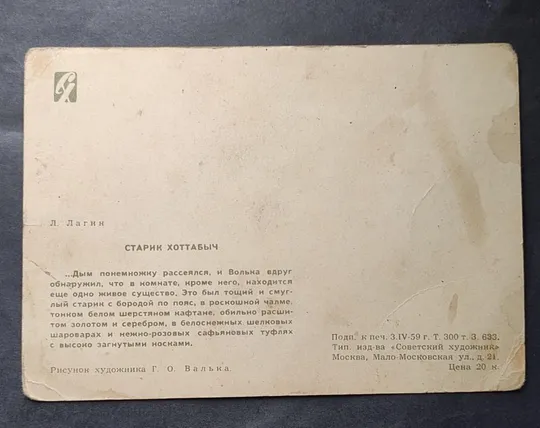 Л. Лагин
СТАРИК ХОТТАБЫЧ
...Дым понемножку рассеялся, и Волька вдруг
обнаружил, что в комнате, кроме него, находится
еще одно живое существо. Это был тощий и смуг-
лый старик с бородой по пояс, в роскошной чалме,
тонком белом шерстяном кафтане, обильно расши-
том золотом и серебром, в белоснежных шелковых
шароварах и нежно-розовых сафьяновых туфлях
с высоко загнутыми носками.
Рисунок художника Г. О. Валька
Подп. к печ. 3.IV-59 г. Т. 300 т. З. 633.
Тип. изд-ва «Советский художник»
Москва, Мало-Московская ул., д. 21.
Цена 20 к.